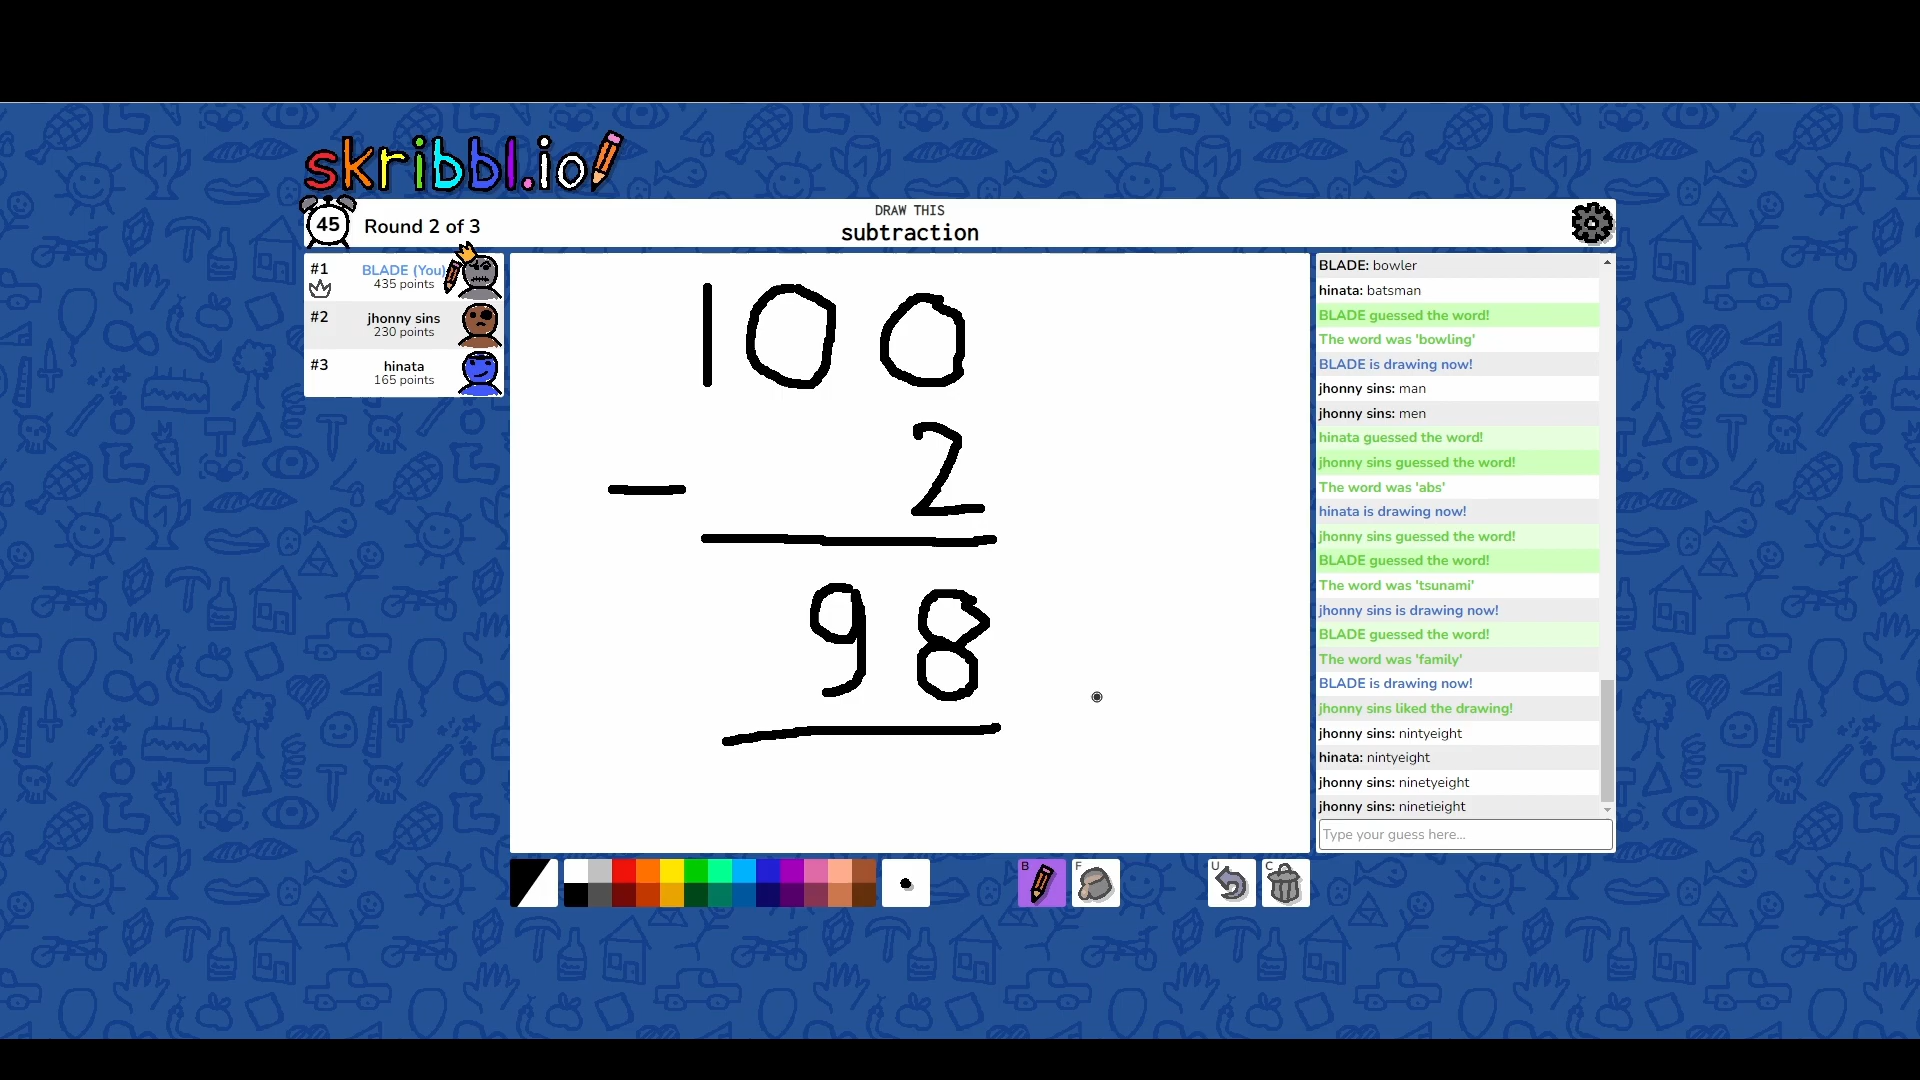 skribbl.io
45
Round 2 of 3
DRAW THIS
subtraction
#1
BLADE (You)
435 points
#2
jhonny sins
230 points
#3
hinata
165 points
100
– 2
98
BLADE: bowler
hinata: batsman
BLADE guessed the word!
The word was 'bowling'
BLADE is drawing now!
jhonny sins: man
jhonny sins: men
hinata guessed the word!
jhonny sins guessed the word!
The word was 'abs'
hinata is drawing now!
jhonny sins guessed the word!
BLADE guessed the word!
The word was 'tsunami'
jhonny sins is drawing now!
BLADE guessed the word!
The word was 'family'
BLADE is drawing now!
jhonny sins liked the drawing!
jhonny sins: nintyeight
hinata: nintyeight
jhonny sins: ninetyeight
jhonny sins: ninetieight
Type your guess here...
B
F
U
C